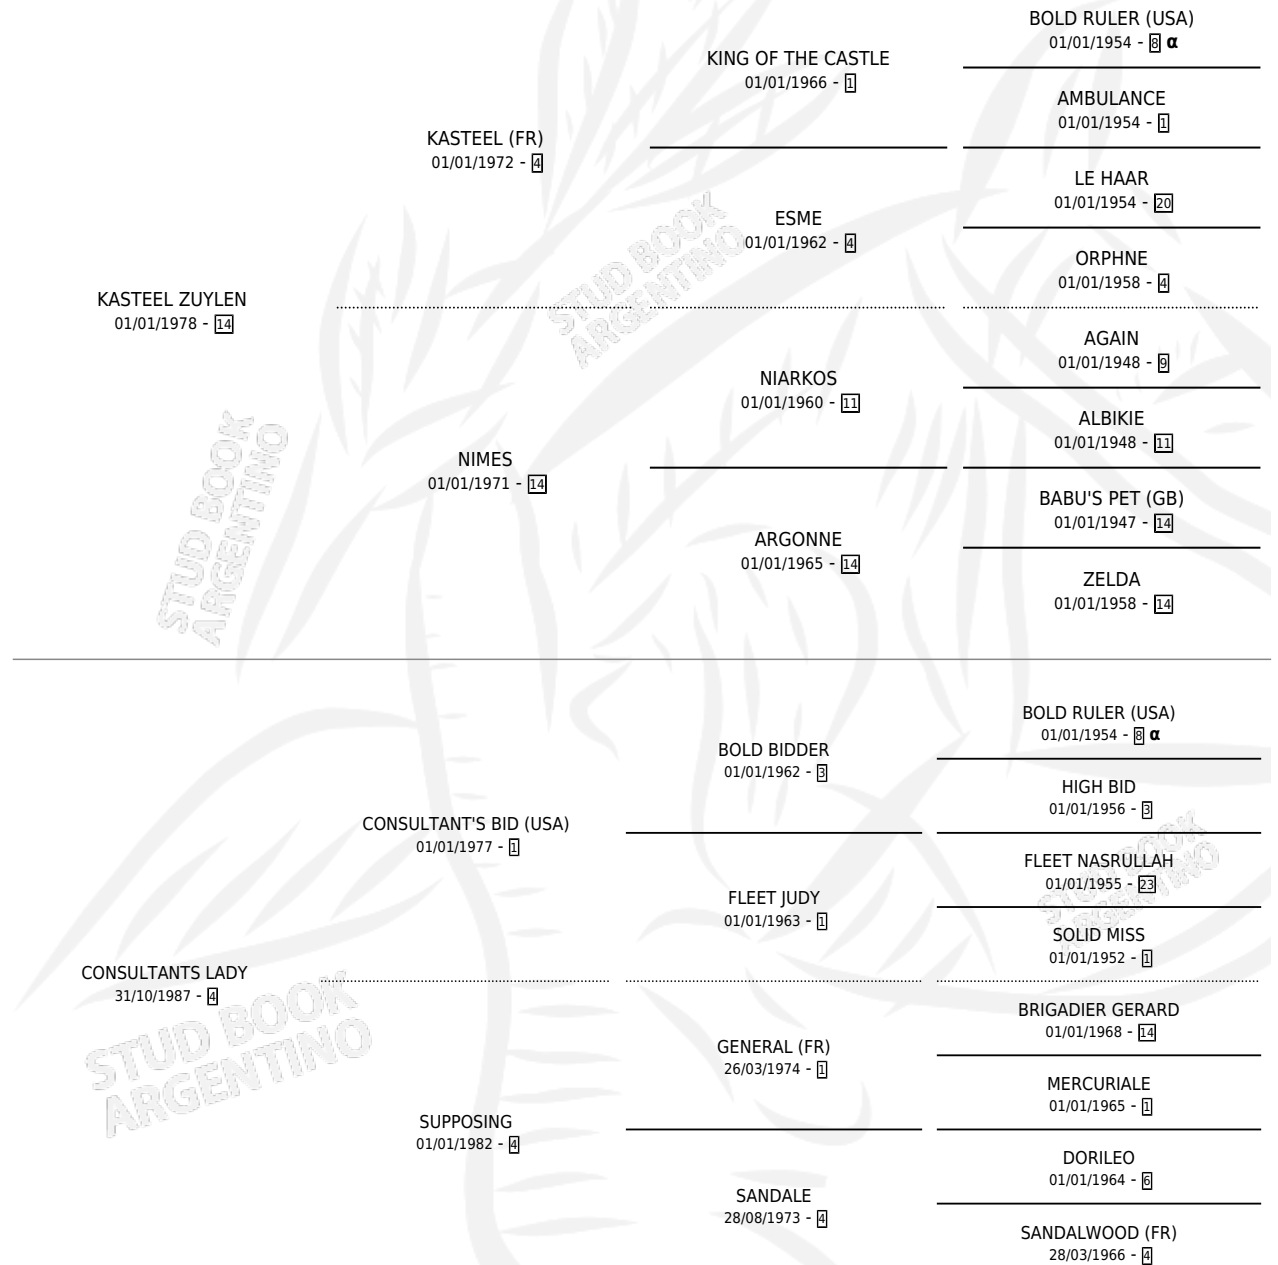 BOLD RULER (USA)
01/01/1954 - 8 α
KING OF THE CASTLE
01/01/1966 - 1
AMBULANCE
01/01/1954 - 1
KASTEEL (FR)
01/01/1972 - 4
LE HAAR
01/01/1954 - 20
ESME
01/01/1962 - 4
ORPHNE
01/01/1958 - 4
KASTEEL ZUYLEN
01/01/1978 - 14
AGAIN
01/01/1948 - 9
NIARKOS
01/01/1960 - 11
ALBIKIE
01/01/1948 - 11
NIMES
01/01/1971 - 14
BABU'S PET (GB)
01/01/1947 - 14
ARGONNE
01/01/1965 - 14
ZELDA
01/01/1958 - 14
STUD BOOK
ARGENTINO
STUD BOOK
ARGENTINO
BOLD RULER (USA)
01/01/1954 - 8 α
BOLD BIDDER
01/01/1962 - 3
HIGH BID
01/01/1956 - 3
CONSULTANT'S BID (USA)
01/01/1977 - 1
FLEET NASRULLAH
01/01/1955 - 23
FLEET JUDY
01/01/1963 - 1
SOLID MISS
01/01/1952 - 1
CONSULTANTS LADY
31/10/1987 - 4
BRIGADIER GERARD
01/01/1968 - 14
GENERAL (FR)
26/03/1974 - 1
MERCURIALE
01/01/1965 - 1
SUPPOSING
01/01/1982 - 4
DORILEO
01/01/1964 - 6
SANDALE
28/08/1973 - 4
SANDALWOOD (FR)
28/03/1966 - 4
STUD BOOK
ARGENTINO
STUD BOOK
ARGENTINO